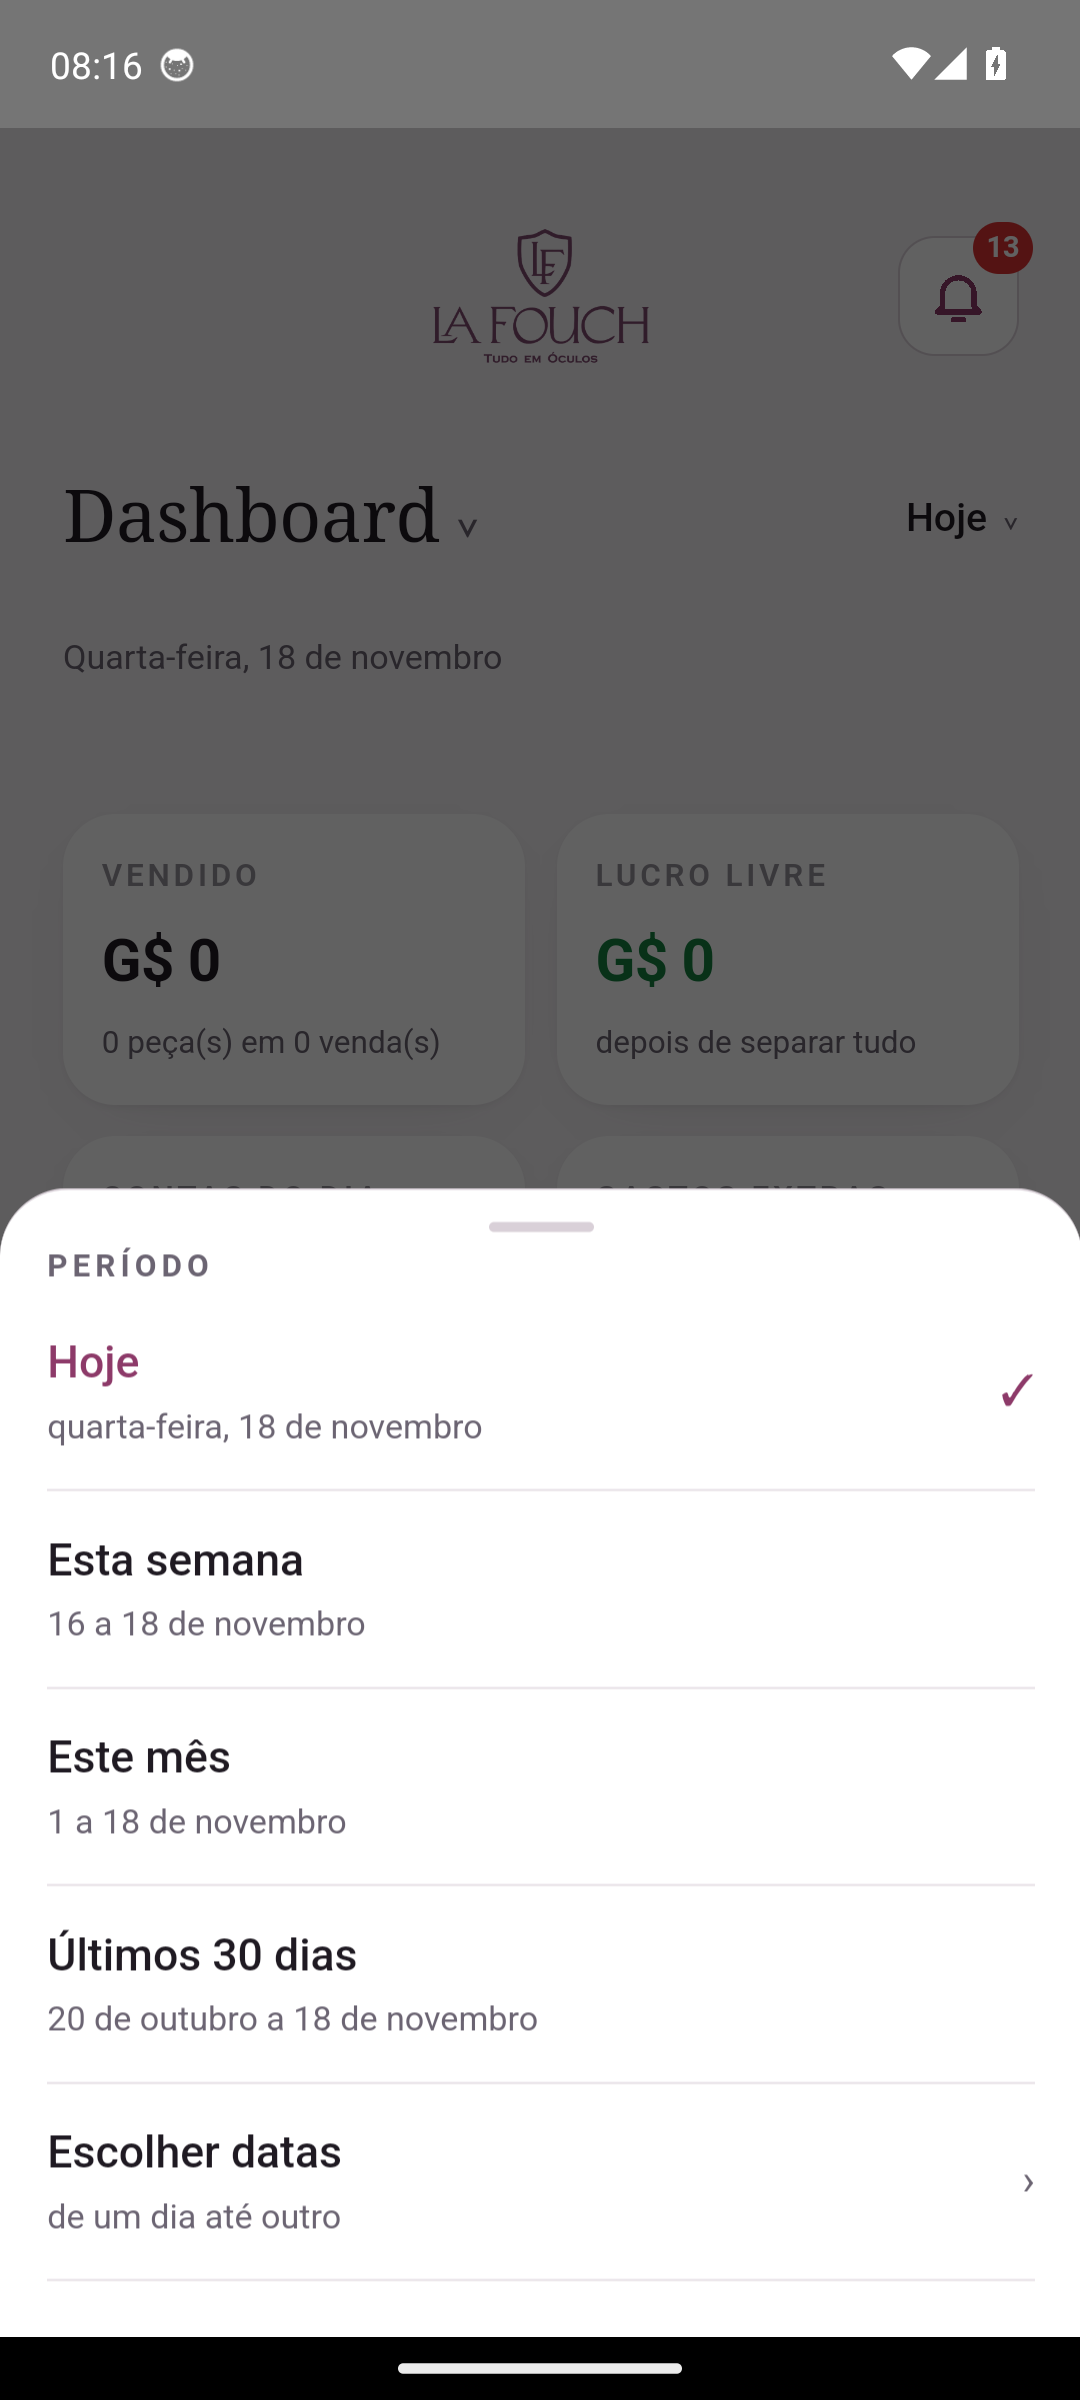 08:16
13
LF
LA FOUCH
TUDO EM ÓCULOS
Dashboard
Hoje
Quarta-feira, 18 de novembro
VENDIDO
LUCRO LIVRE
G$ 0
G$ 0
0 peça(s) em 0 venda(s)
depois de separar tudo
PERÍODO
Hoje
✓
quarta-feira, 18 de novembro
Esta semana
16 a 18 de novembro
Este mês
1 a 18 de novembro
Últimos 30 dias
20 de outubro a 18 de novembro
Escolher datas
›
de um dia até outro